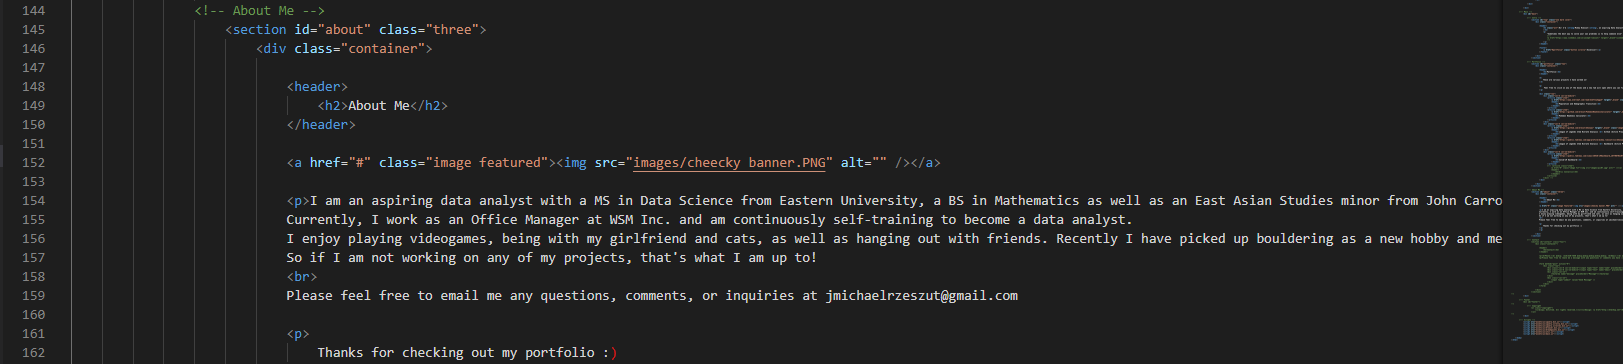 144 <!-- About Me -->
145 <section id="about" class="three">
146 <div class="container">
147
148 <header>
149 <h2>About Me</h2>
150 </header>
151
152 <a href="#" class="image featured"><img src="images/cheecky banner.PNG" alt="" /></a>
153
154 <p>I am an aspiring data analyst with a MS in Data Science from Eastern University, a BS in Mathematics as well as an East Asian Studies minor from John Carro
155 Currently, I work as an Office Manager at WSM Inc. and am continuously self-training to become a data analyst.
156 I enjoy playing videogames, being with my girlfriend and cats, as well as hanging out with friends. Recently I have picked up bouldering as a new hobby and me
157 So if I am not working on any of my projects, that's what I am up to!
158 <br>
159 Please feel free to email me any questions, comments, or inquiries at jmichaelrzeszut@gmail.com
160
161 <p>
162 Thanks for checking out my portfolio :)